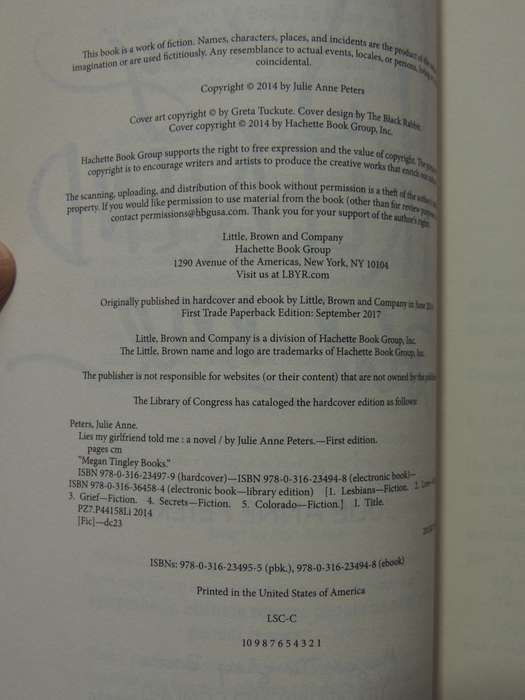 This book is a work of fiction. Names, characters, places, and incidents are the product of the
imagination or are used fictitiously. Any resemblance to actual events, locales, or persons, living
coincidental.
Copyright © 2014 by Julie Anne Peters
Cover art copyright © by Greta Tuckute. Cover design by The Black Rabbit.
Cover copyright © 2014 by Hachette Book Group, Inc.
Hachette Book Group supports the right to free expression and the value of copyright. The
copyright is to encourage writers and artists to produce the creative works that enrich our
The scanning, uploading, and distribution of this book without permission is a theft of the author's
property. If you would like permission to use material from the book (other than for review
contact permissions@hbgusa.com. Thank you for your support of the author's rights.
Little, Brown and Company
Hachette Book Group
1290 Avenue of the Americas, New York, NY 10104
Visit us at LBYR.com
Originally published in hardcover and ebook by Little, Brown and Company in June
First Trade Paperback Edition: September 2017
Little, Brown and Company is a division of Hachette Book Group, Inc.
The Little, Brown name and logo are trademarks of Hachette Book Group, Inc.
The publisher is not responsible for websites (or their content) that are not owned by the
The Library of Congress has cataloged the hardcover edition as follows:
Peters, Julie Anne.
Lies my girlfriend told me : a novel / by Julie Anne Peters.—First edition.
pages cm
"Megan Tingley Books."
ISBN 978-0-316-23497-9 (hardcover)—ISBN 978-0-316-23494-8 (electronic book)—
ISBN 978-0-316-36458-4 (electronic book—library edition) [1. Lesbians—Fiction. 2.
3. Grief—Fiction. 4. Secrets—Fiction. 5. Colorado—Fiction.] I. Title.
PZ7.P44158Li 2014
[Fic]—dc23
ISBNs: 978-0-316-23495-5 (pbk.), 978-0-316-23494-8 (ebook)
Printed in the United States of America
LSC-C
10 9 8 7 6 5 4 3 2 1